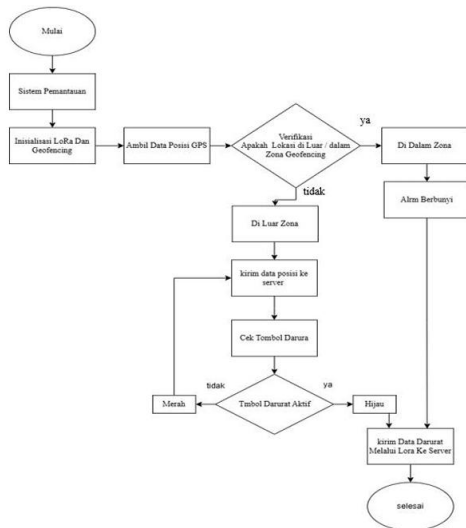 Mulai
Sistem Pemantauan
Inisialisasi LoRa Dan
Geofencing
Ambil Data Posisi GPS
Verifikasi
Apakah Lokasi di Luar / dalam
Zona Geofencing
ya
Di Dalam Zona
Alrm Berbunyi
tidak
Di Luar Zona
kirim data posisi ke
server
Cek Tombol Darura
Tmbol Darurat Aktif
tidak
Merah
ya
Hijau
kirim Data Darurat
Melalui Lora Ke Server
selesai